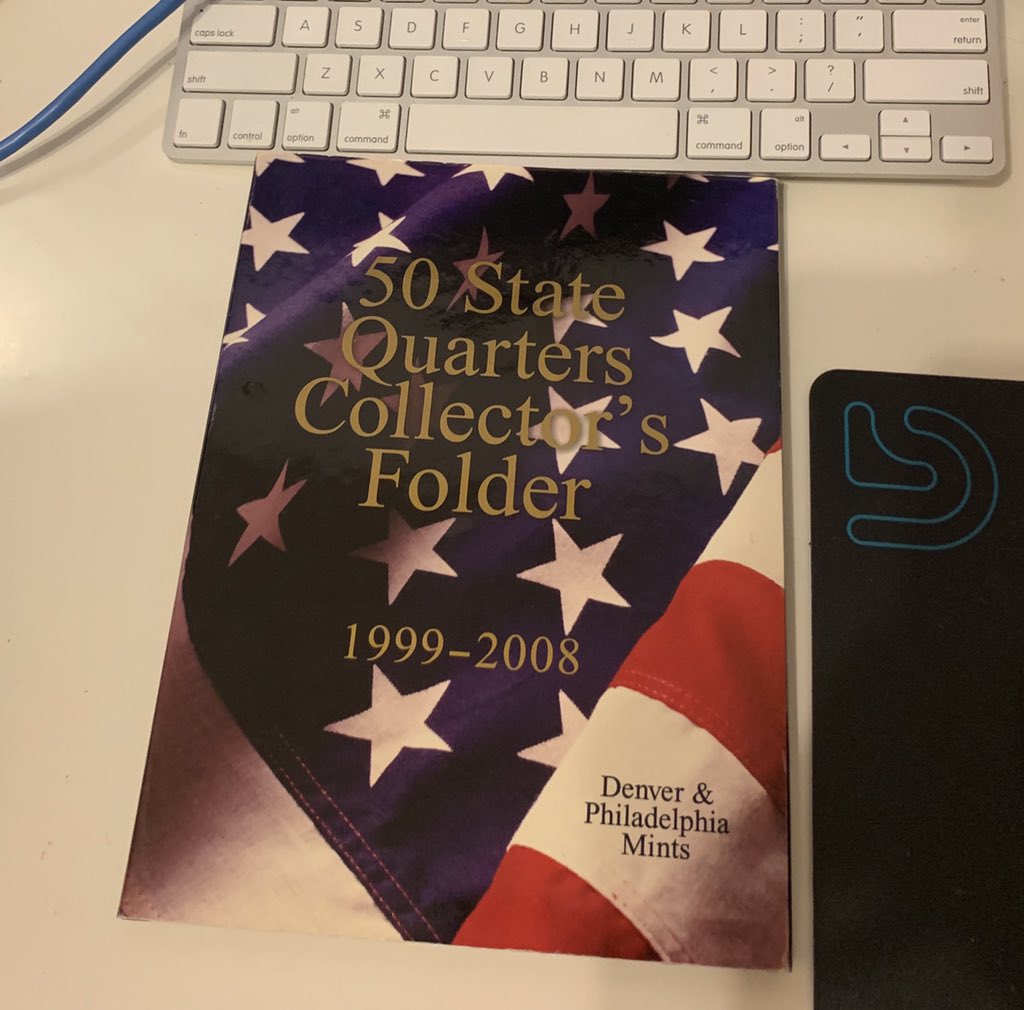 caps lock A S D F G H J K L : ; " ' enter return
shift Z X C V B N M < , > . ? / shift
fn control alt option ⌘ command ⌘ command alt option ◄ ▲ ▼ ►
50 State
Quarters
Collector's
Folder
1999–2008
Denver &
Philadelphia
Mints